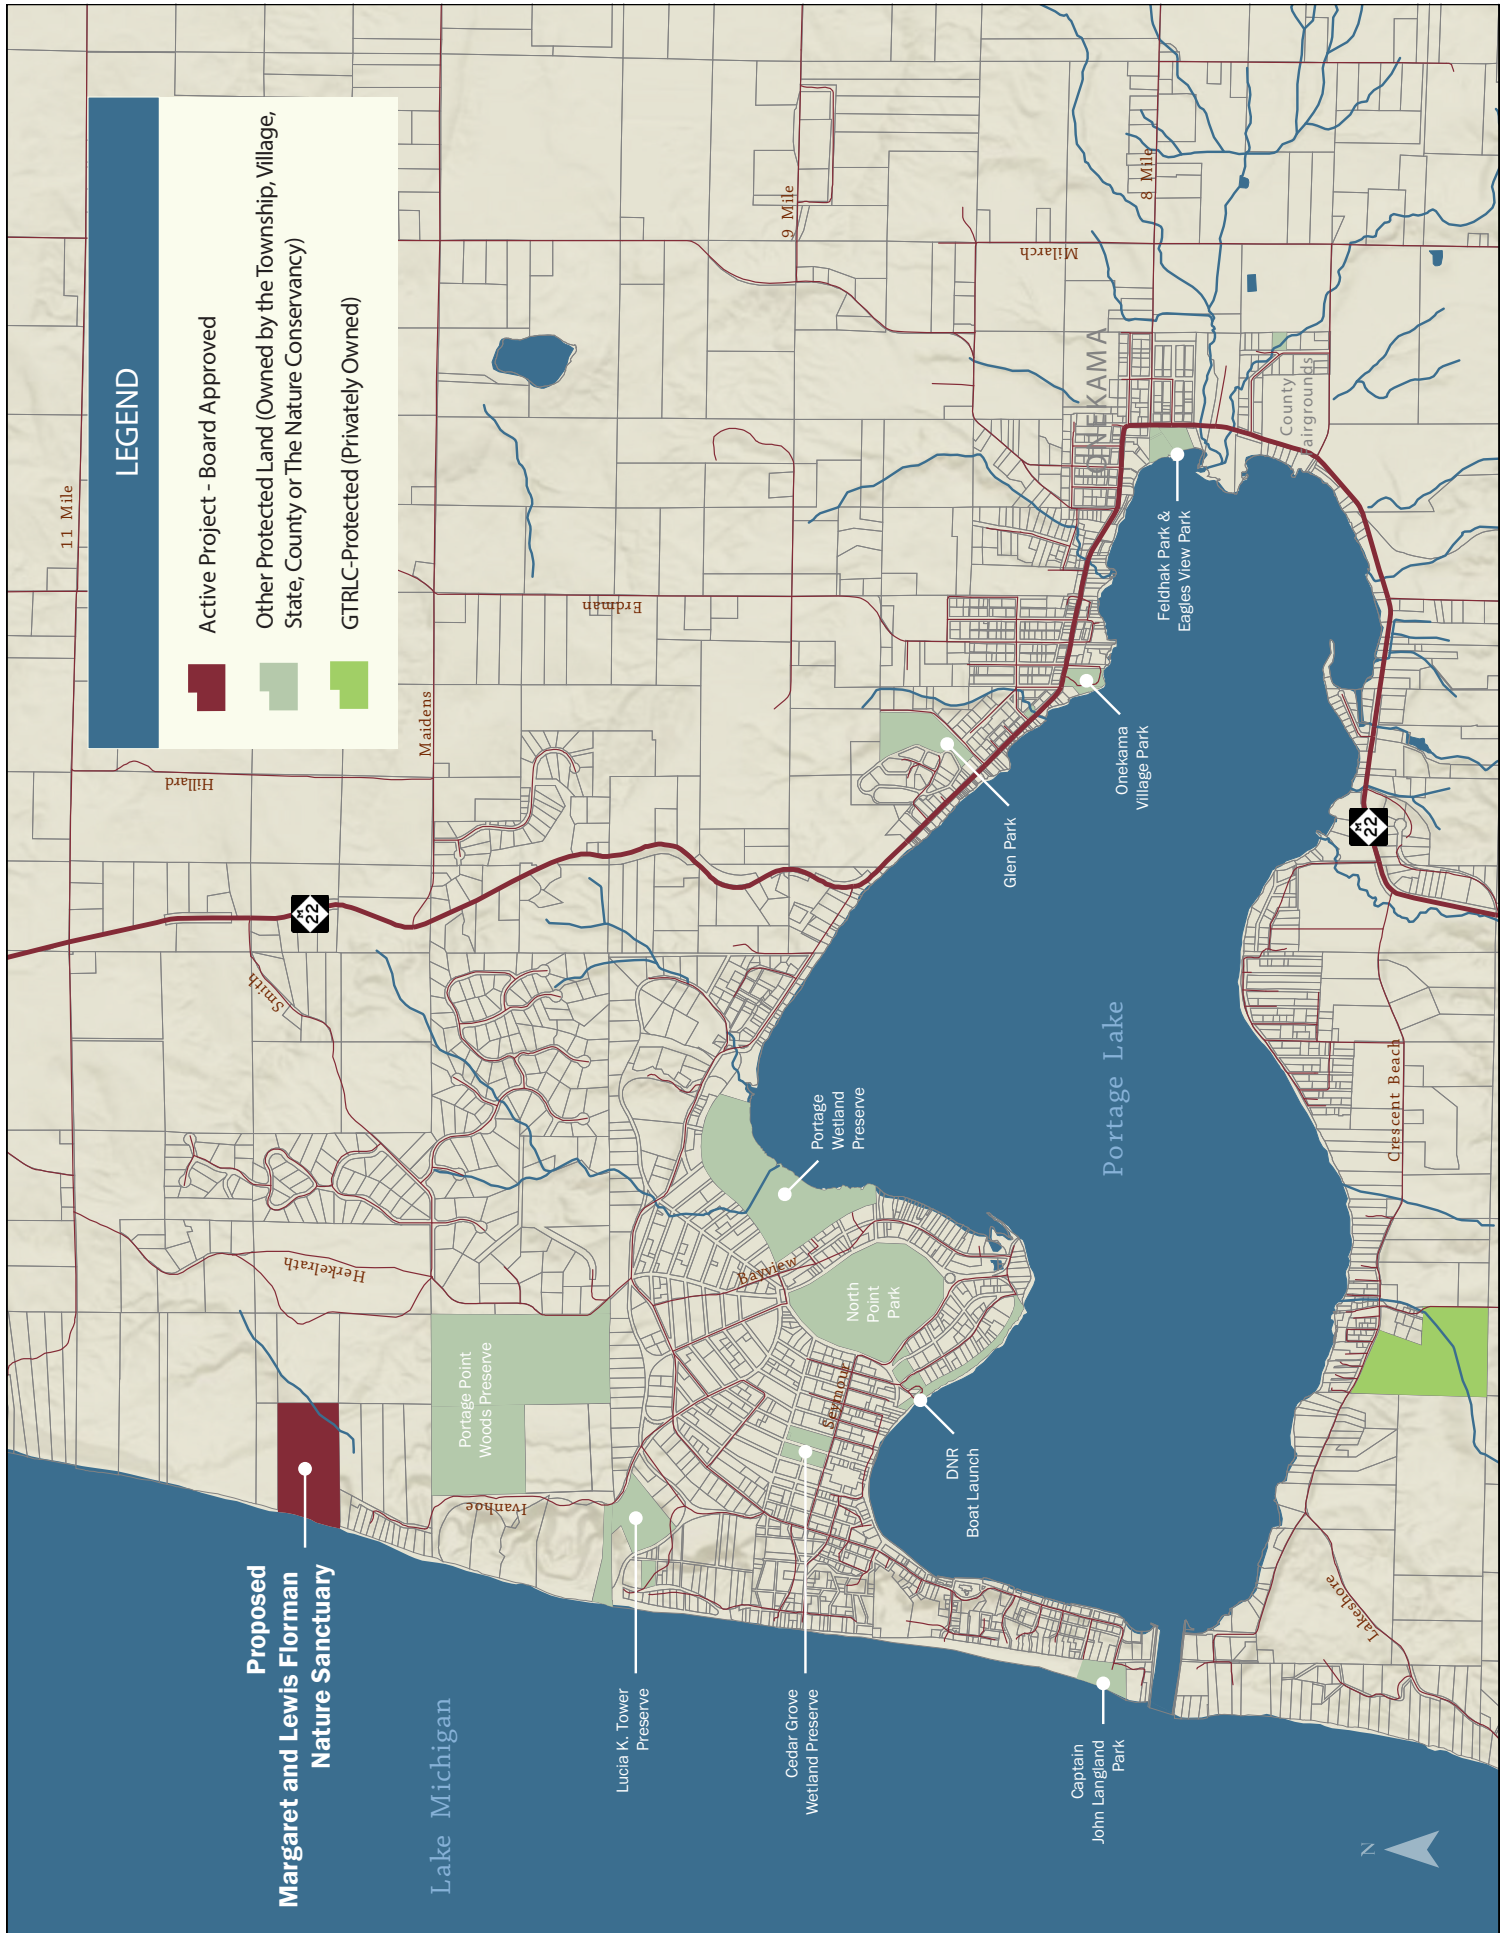 LEGEND
Active Project - Board Approved
Other Protected Land (Owned by the Township, Village,
State, County or The Nature Conservancy)
GTRLC-Protected (Privately Owned)
11 Mile
Hillard
Maidens
Erdman
9 Mile
Milarch
8 Mile
ONEKAMA
County
Fairgrounds
M
22
Smith
Herkelrath
Ivanhoe
Bayview
Seymour
Proposed
Margaret and Lewis Florman
Nature Sanctuary
Lake Michigan
Portage Point
Woods Preserve
Lucia K. Tower
Preserve
Cedar Grove
Wetland Preserve
Portage
Wetland
Preserve
North
Point
Park
DNR
Boat Launch
Glen Park
Onekama
Village Park
Feldhak Park &
Eagles View Park
Portage Lake
Captain
John Langland
Park
M
22
Crescent Beach
Lakeshore
N